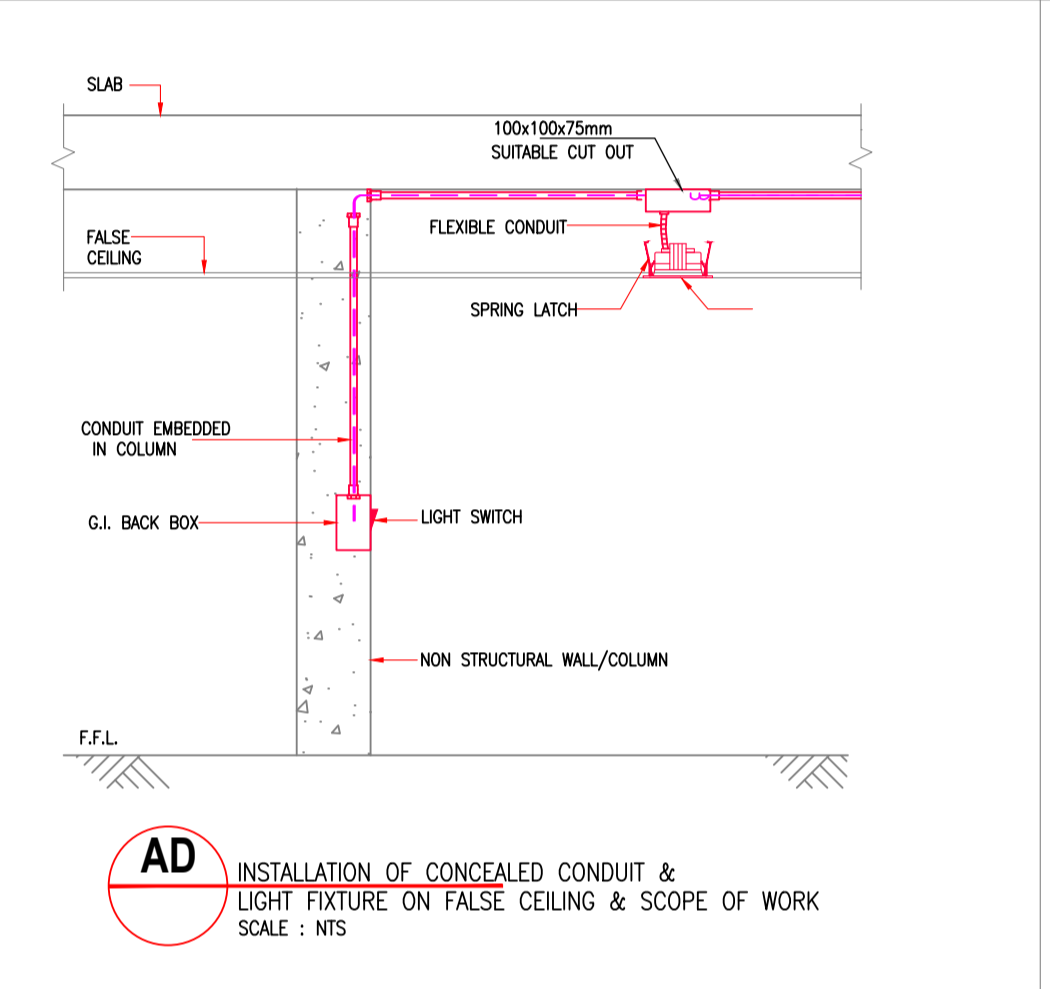 SLAB
100x100x75mm
SUITABLE CUT OUT
FLEXIBLE CONDUIT
FALSE
CEILING
SPRING LATCH
CONDUIT EMBEDDED
IN COLUMN
G.I. BACK BOX
LIGHT SWITCH
NON STRUCTURAL WALL/COLUMN
F.F.L.
AD
INSTALLATION OF CONCEALED CONDUIT &
LIGHT FIXTURE ON FALSE CEILING & SCOPE OF WORK
SCALE : NTS